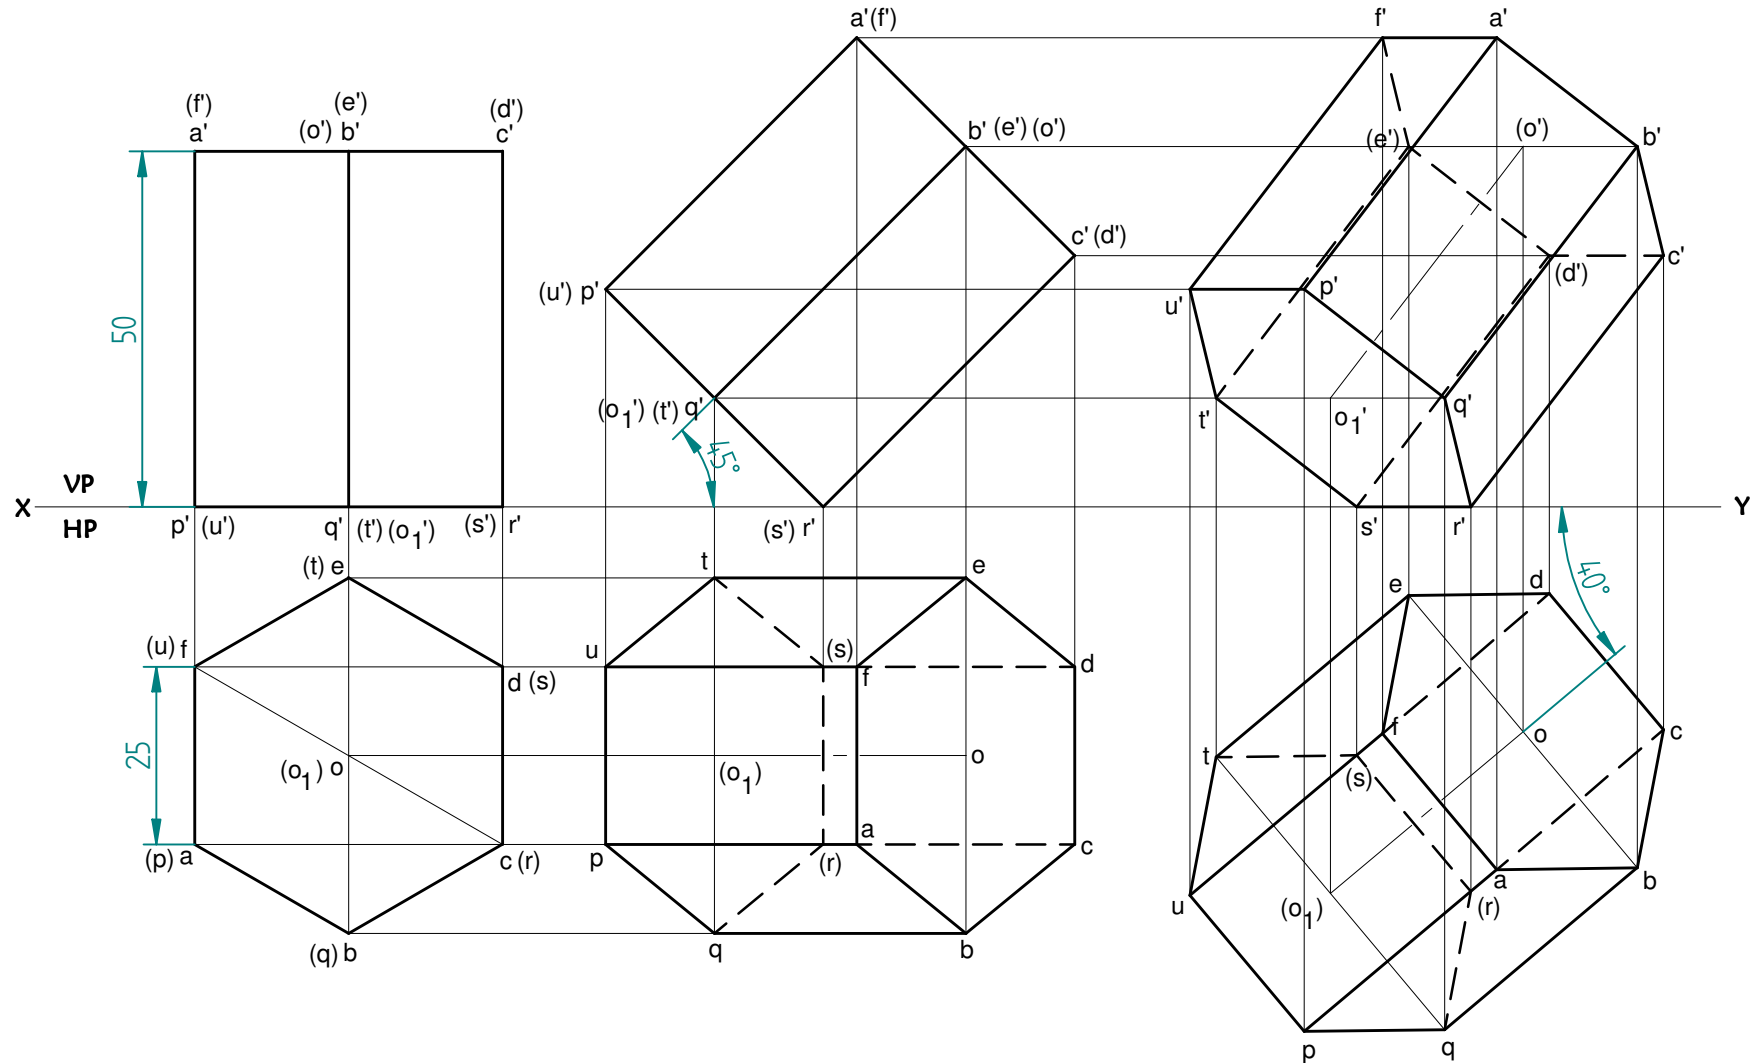 a'(f') f' a'
(f') (e') (d')
a' (o') b' c'
b' (e') (o') (e') (o') b'
c' (d') (d') c'
(u') p' u' p'
50
(o1') (t') q' t' o1' q'
45°
VP
X Y
HP
p' (u') q' (t') (o1') (s') r' (s') r' s' r'
(t) e t e e d 40°
(u) f u (s) d
d (s) f
25
(o1) o (o1) o t (s) f o c
(p) a c (r) p (r) a c
u (o1) (r) a b
(q) b q b
p q